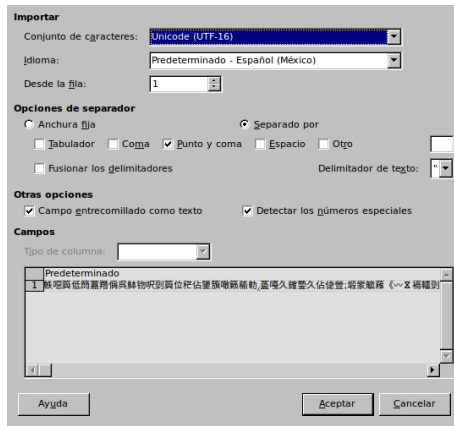 Importar
Conjunto de caracteres: Unicode (UTF-16)
Idioma: Predeterminado - Español (México)
Desde la fila: 1
Opciones de separador
Anchura fija Separado por
Tabulador Coma Punto y coma Espacio Otro
Fusionar los delimitadores Delimitador de texto: "
Otras opciones
Campo entrecomillado como texto Detectar los números especiales
Campos
Tipo de columna:
Predeterminado
1
Ayuda Aceptar Cancelar